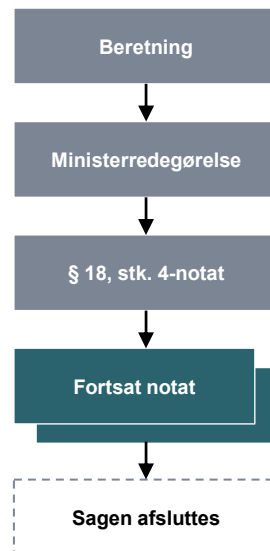 Beretning
Ministerredegørelse
§ 18, stk. 4-notat
Fortsat notat
Sagen afsluttes